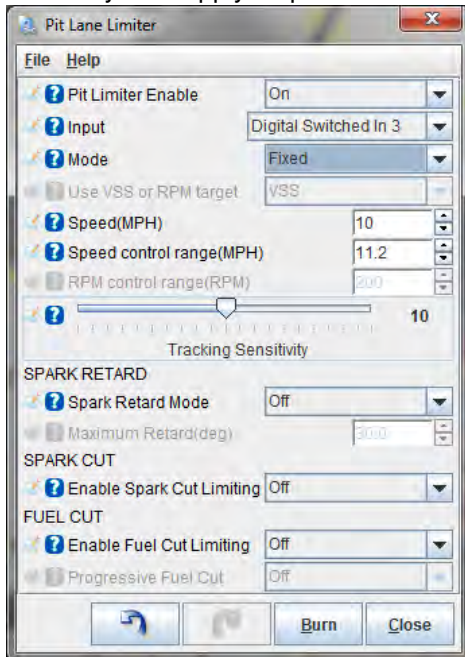 Pit Lane Limiter
File Help
Pit Limiter Enable On
Input Digital Switched In 3
Mode Fixed
Use VSS or RPM target VSS
Speed(MPH) 10
Speed control range(MPH) 11.2
RPM control range(RPM) 200
10
Tracking Sensitivity
SPARK RETARD
Spark Retard Mode Off
Maximum Retard(deg) 30.0
SPARK CUT
Enable Spark Cut Limiting Off
FUEL CUT
Enable Fuel Cut Limiting Off
Progressive Fuel Cut Off
Burn Close